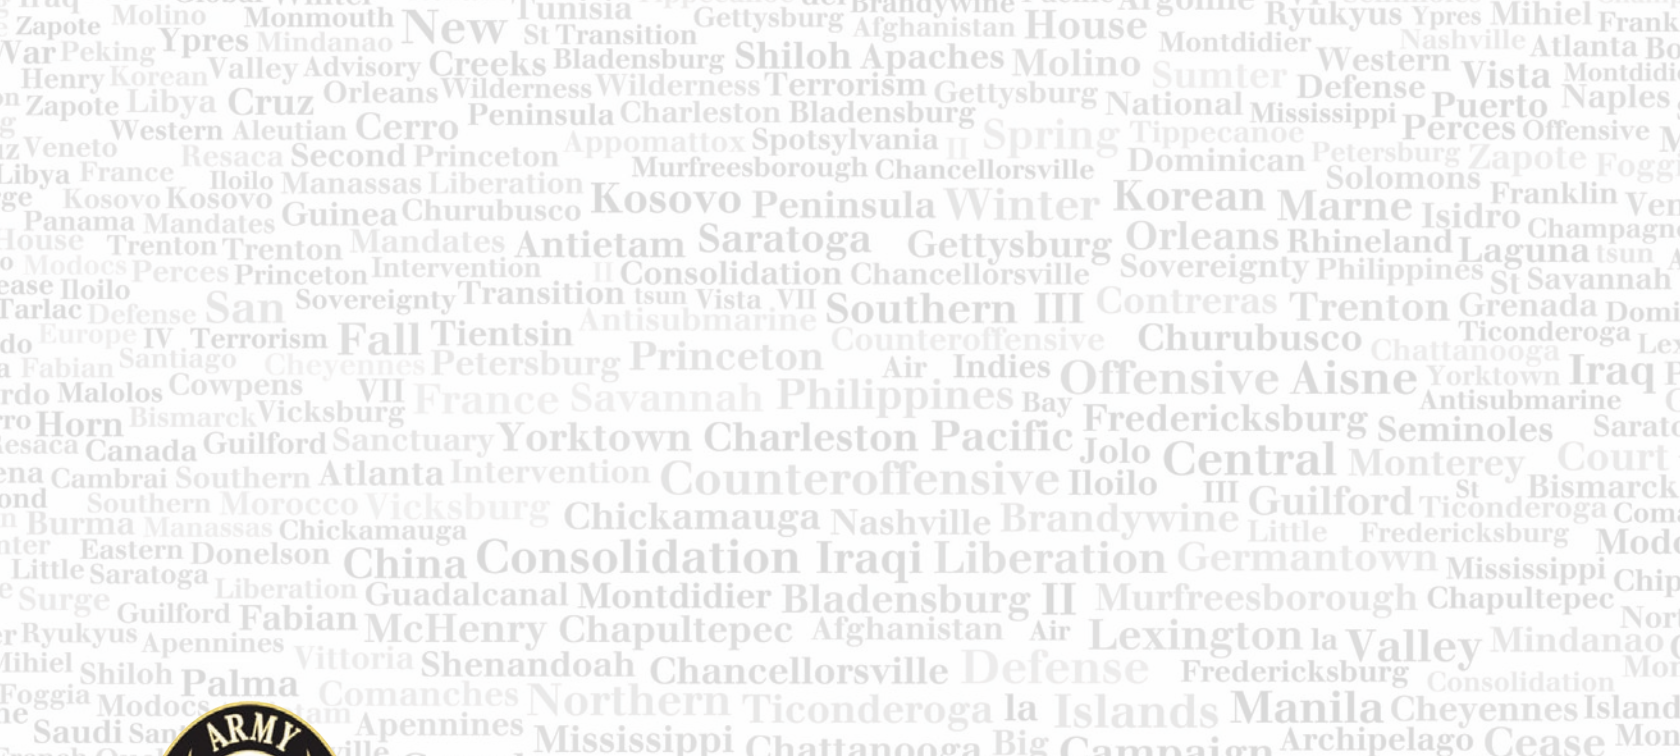 Zapote Molino Monmouth New Tunisia Gettysburg Brandywine House Ryukyus Ypres Mihiel
War Peking Ypres Mindanao St Transition Afghanistan Montdidier Nashville Atlanta
Henry Korean Valley Advisory Creeks Bladensburg Shiloh Apaches Molino Sumter Western Vista
Zapote Libya Cruz Orleans Wilderness Wilderness Terrorism Gettysburg National Defense Puerto Naples
Western Aleutian Cerro Peninsula Charleston Bladensburg Mississippi Perces Offensive
Veneto Appomattox Spotsylvania II Spring Tippecanoe
Libya France Resaca Second Princeton Murfreesborough Chancellorsville Dominican Petersburg Zapote
Kosovo Kosovo Iloilo Manassas Liberation Kosovo Peninsula Winter Korean Marne Solomons Franklin
Panama Mandates Guinea Churubusco Isidro
House Trenton Trenton Mandates Antietam Saratoga Gettysburg Orleans Rhineland Laguna tsun
Modocs Perces Princeton Intervention II Consolidation Chancellorsville Sovereignty Philippines St Savannah
Iloilo
Tarlac Defense San Sovereignty Transition tsun Vista VII Southern III Contreras Trenton Grenada
Europe IV Terrorism Fall Tientsin Antisubmarine Counteroffensive Churubusco Ticonderoga
Fabian Santiago Cheyennes Petersburg Princeton Air Indies Offensive Aisne Chattanooga Yorktown Iraq
Malolos Cowpens VII France Savannah Philippines Bay Antisubmarine
Horn Bismarck Vicksburg Fredericksburg Seminoles
Canada Guilford Sanctuary Yorktown Charleston Pacific Jolo Central Monterey Court
Cambrai Southern Atlanta Intervention Counteroffensive Iloilo III Guilford St Bismarck
Southern Morocco Vicksburg Ticonderoga
Burma Manassas Chickamauga Chickamauga Nashville Brandywine Little Fredericksburg
Eastern Donelson China Consolidation Iraqi Liberation Germantown Mississippi
Little Saratoga Liberation Guadalcanal Montdidier Bladensburg II Murfreesborough Chapultepec
Surge Guilford Fabian McHenry Chapultepec Afghanistan Air Lexington la Valley Mindanao
Ryukyus Apennines
Mihiel Shiloh Vittoria Shenandoah Chancellorsville Defense Fredericksburg Consolidation
Foggia Modocs Palma Comanches Northern Ticonderoga la Islands Manila Cheyennes Island
Saudi San Apennines Mississippi Chattanooga Big Campaign Archipelago Cease
ARMY